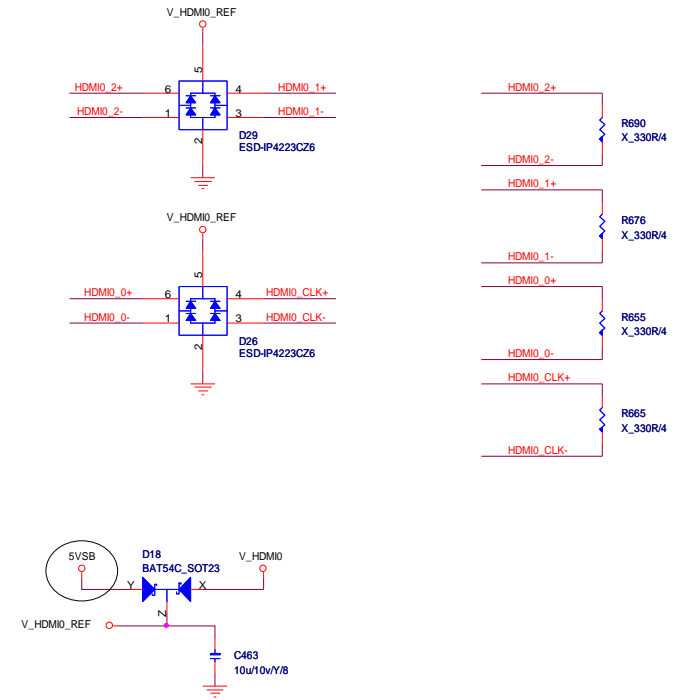 V_HDMI0_REF
5
HDMI0_2+
6
4
HDMI0_1+
HDMI0_2-
1
3
HDMI0_1-
2
D29
ESD-IP4223CZ6
V_HDMI0_REF
5
HDMI0_0+
6
4
HDMI0_CLK+
HDMI0_0-
1
3
HDMI0_CLK-
2
D26
ESD-IP4223CZ6
HDMI0_2+
R690
X_330R/4
HDMI0_2-
HDMI0_1+
R676
X_330R/4
HDMI0_1-
HDMI0_0+
R655
X_330R/4
HDMI0_0-
HDMI0_CLK+
R665
X_330R/4
HDMI0_CLK-
5VSB
D18
BAT54C_SOT23
V_HDMI0
Y
X
Z
V_HDMI0_REF
C463
10u/10v/Y/8